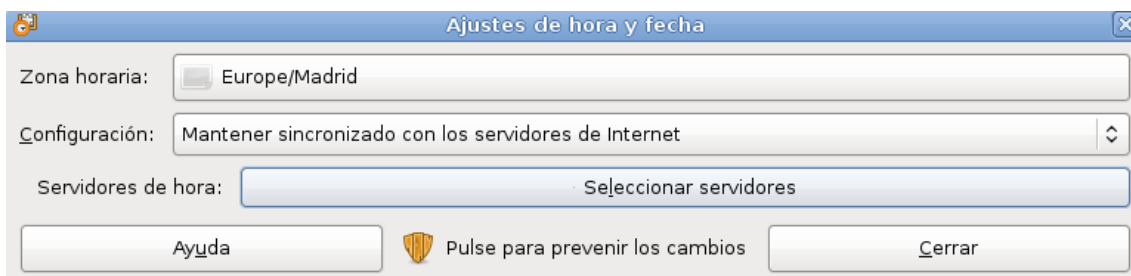 Ajustes de hora y fecha
Zona horaria: Europe/Madrid
Configuración: Mantener sincronizado con los servidores de Internet
Servidores de hora: Seleccionar servidores
Ayuda Pulse para prevenir los cambios Cerrar